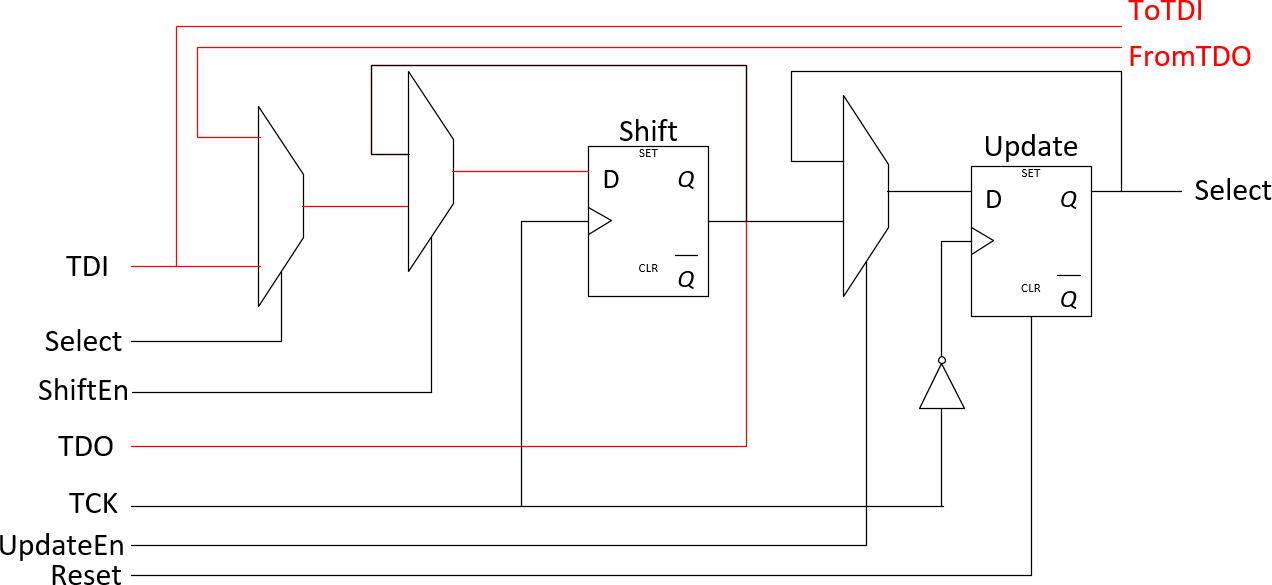 ToTDI
FromTDO
Shift
SET
D
Q
CLR
Q
Update
SET
D
Q
CLR
Q
Select
TDI
Select
ShiftEn
TDO
TCK
UpdateEn
Reset